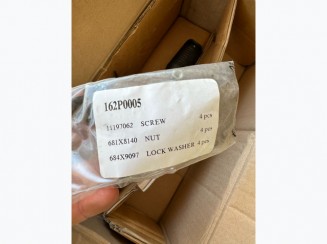 162P0005
11197062 SCREW 4 pcs
681X8140 NUT 4 pcs
684X9097 LOCK WASHER 4 pcs